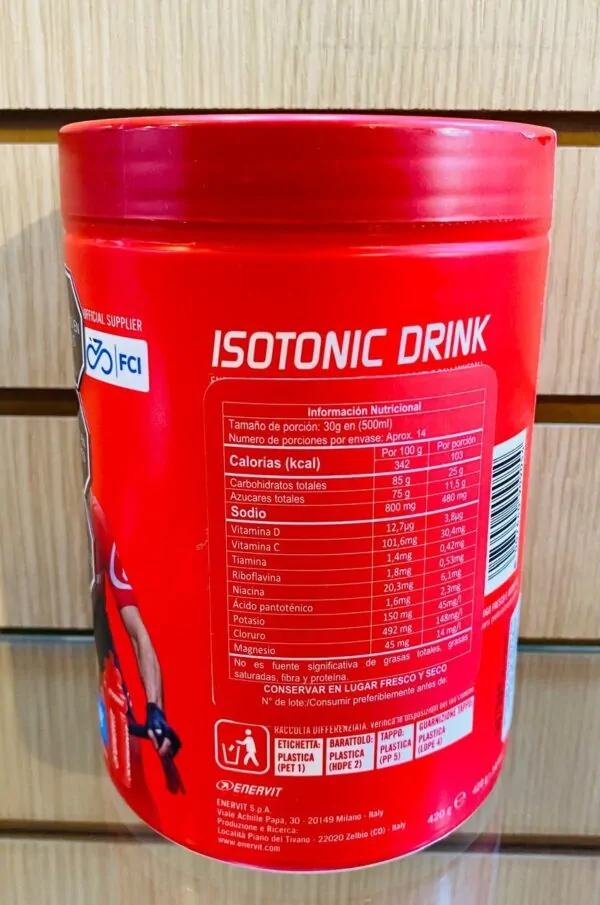 OFFICIAL SUPPLIER
FCI
ISOTONIC DRINK
Información Nutricional
Tamaño de porción: 30g en (500ml)
Numero de porciones por envase: Aprox. 14
Calorías (kcal) Por 100 g Por porción
342 103
Carbohidratos totales 85 g 25 g
Azucares totales 75 g 11,5 g
Sodio 800 mg 480 mg
Vitamina D 12,7µg 3,8µg
Vitamina C 101,6mg 30,4mg
Tiamina 1,4mg 0,42mg
Riboflavina 1,8mg 0,53mg
Niacina 20,3mg 6,1mg
Ácido pantoténico 1,6mg 2,3mg
Potasio 150 mg 45mg/l
Cloruro 492 mg 148mg/l
Magnesio 45 mg 14 mg/l
No es fuente significativa de grasas totales, grasas
saturadas, fibra y proteína.
CONSERVAR EN LUGAR FRESCO Y SECO
N° de lote:/Consumir preferiblemente antes de:
RACCOLTA DIFFERENZIATA. Verifica le disposizioni del tuo Comune.
ETICHETTA: PLASTICA (PET 1)
BARATTOLO: PLASTICA (HDPE 2)
TAPPO: PLASTICA (PP 5)
GUARNIZIONE TAPPO: PLASTICA (LDPE 4)
ENERVIT
ENERVIT S.p.A.
Viale Achille Papa, 30 - 20149 Milano - Italy
Produzione e Ricerca:
Località Piano del Tivano - 22020 Zelbio (CO) - Italy
www.enervit.com
420 g e